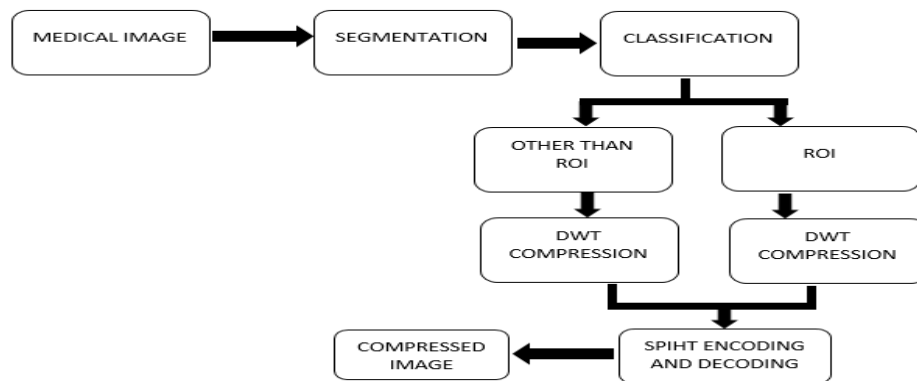 MEDICAL IMAGE
SEGMENTATION
CLASSIFICATION
OTHER THAN
ROI
ROI
DWT
COMPRESSION
DWT
COMPRESSION
COMPRESSED
IMAGE
SPIHT ENCODING
AND DECODING